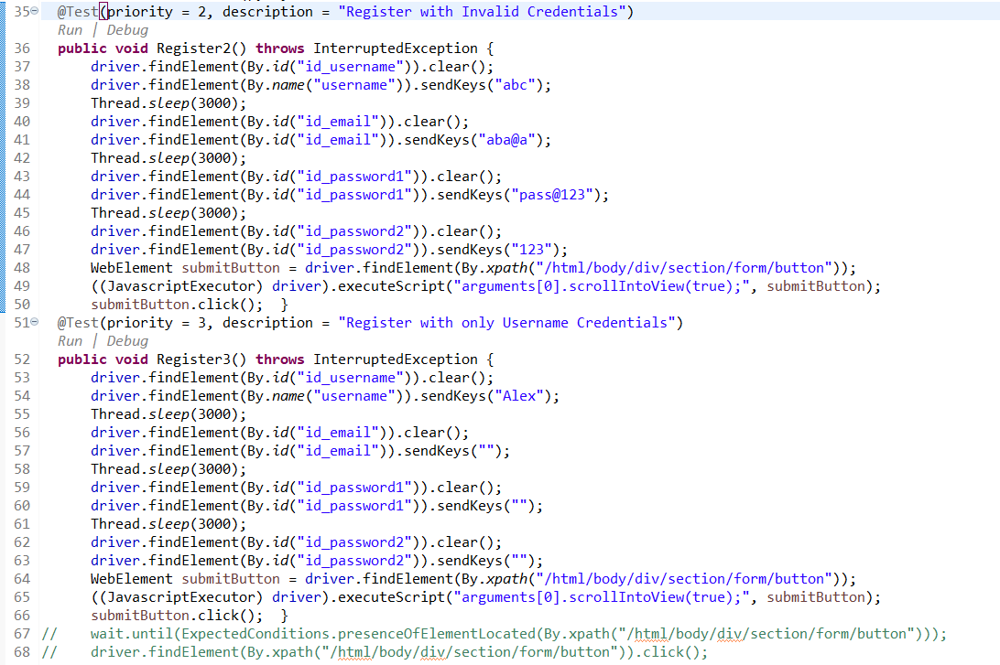 35 @Test(priority = 2, description = "Register with Invalid Credentials")
Run | Debug
36 public void Register2() throws InterruptedException {
37 driver.findElement(By.id("id_username")).clear();
38 driver.findElement(By.name("username")).sendKeys("abc");
39 Thread.sleep(3000);
40 driver.findElement(By.id("id_email")).clear();
41 driver.findElement(By.id("id_email")).sendKeys("aba@a");
42 Thread.sleep(3000);
43 driver.findElement(By.id("id_password1")).clear();
44 driver.findElement(By.id("id_password1")).sendKeys("pass@123");
45 Thread.sleep(3000);
46 driver.findElement(By.id("id_password2")).clear();
47 driver.findElement(By.id("id_password2")).sendKeys("123");
48 WebElement submitButton = driver.findElement(By.xpath("/html/body/div/section/form/button"));
49 ((JavascriptExecutor) driver).executeScript("arguments[0].scrollIntoView(true);", submitButton);
50 submitButton.click(); }
51 @Test(priority = 3, description = "Register with only Username Credentials")
Run | Debug
52 public void Register3() throws InterruptedException {
53 driver.findElement(By.id("id_username")).clear();
54 driver.findElement(By.name("username")).sendKeys("Alex");
55 Thread.sleep(3000);
56 driver.findElement(By.id("id_email")).clear();
57 driver.findElement(By.id("id_email")).sendKeys("");
58 Thread.sleep(3000);
59 driver.findElement(By.id("id_password1")).clear();
60 driver.findElement(By.id("id_password1")).sendKeys("");
61 Thread.sleep(3000);
62 driver.findElement(By.id("id_password2")).clear();
63 driver.findElement(By.id("id_password2")).sendKeys("");
64 WebElement submitButton = driver.findElement(By.xpath("/html/body/div/section/form/button"));
65 ((JavascriptExecutor) driver).executeScript("arguments[0].scrollIntoView(true);", submitButton);
66 submitButton.click(); }
67 // wait.until(ExpectedConditions.presenceOfElementLocated(By.xpath("/html/body/div/section/form/button")));
68 // driver.findElement(By.xpath("/html/body/div/section/form/button")).click();